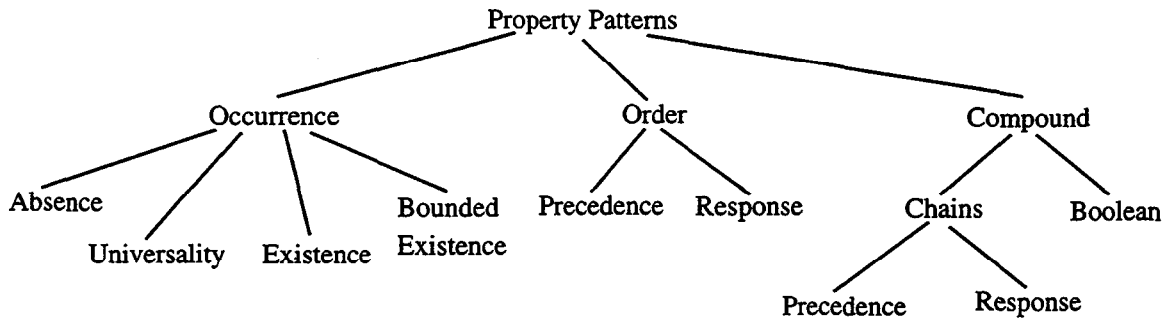 Property Patterns
Occurrence
Order
Compound
Absence
Universality
Existence
Bounded
Existence
Precedence
Response
Chains
Boolean
Precedence
Response